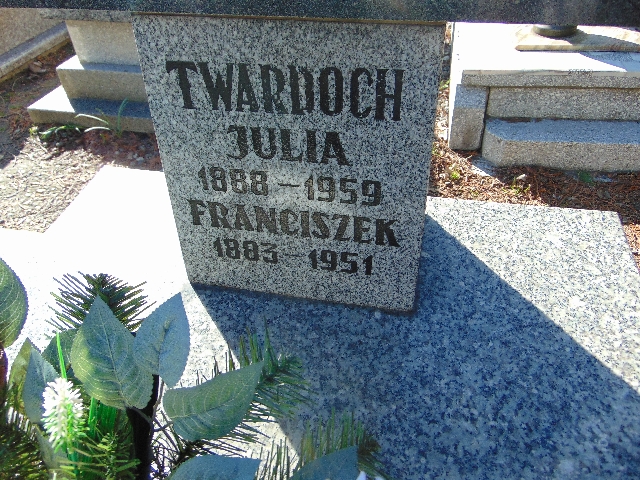 TWARDOCH
JULIA
1888-1959
FRANCISZEK
1883-1951